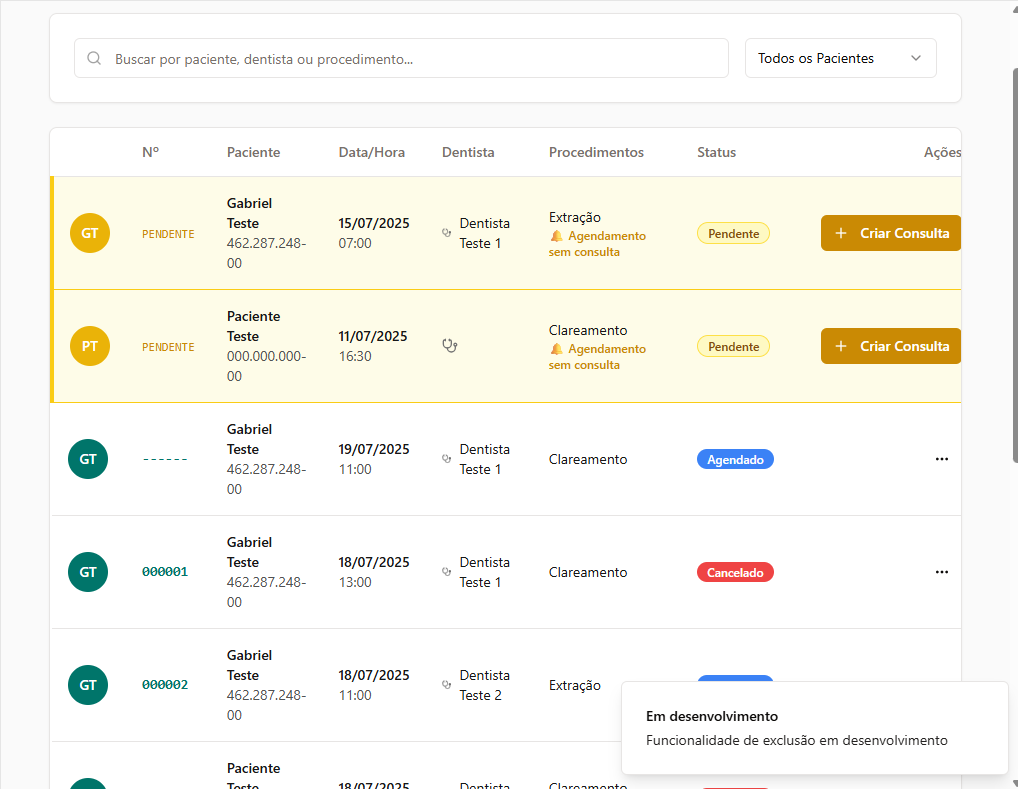 Buscar por paciente, dentista ou procedimento...
Todos os Pacientes
Nº Paciente Data/Hora Dentista Procedimentos Status Ações
GT
PENDENTE
Gabriel
Teste
462.287.248-
00
15/07/2025
07:00
Dentista
Teste 1
Extração
Agendamento
sem consulta
Pendente
+ Criar Consulta
PT
PENDENTE
Paciente
Teste
000.000.000-
00
11/07/2025
16:30
Clareamento
Agendamento
sem consulta
Pendente
+ Criar Consulta
GT
------
Gabriel
Teste
462.287.248-
00
19/07/2025
11:00
Dentista
Teste 1
Clareamento
Agendado
...
GT
000001
Gabriel
Teste
462.287.248-
00
18/07/2025
13:00
Dentista
Teste 1
Clareamento
Cancelado
...
GT
000002
Gabriel
Teste
462.287.248-
00
18/07/2025
11:00
Dentista
Teste 2
Extração
Em desenvolvimento
Funcionalidade de exclusão em desenvolvimento
Paciente
Teste
18/07/2025
Dentista
Clareamento